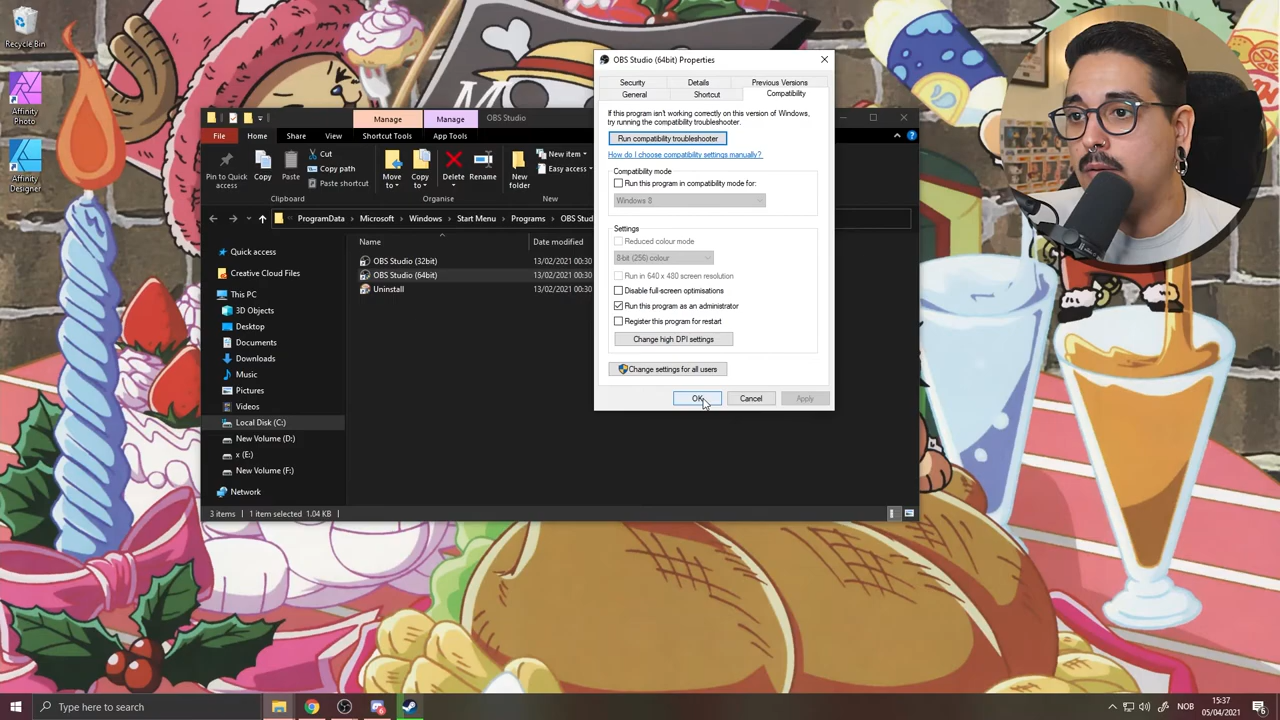 Recycle Bin
Affinity
Photo
Affinity
Designer
Manage
Manage
OBS Studio
File
Home
Share
View
Shortcut Tools
App Tools
Pin to Quick
access
Copy
Paste
Cut
Copy path
Paste shortcut
Clipboard
Move
to
Copy
to
Delete
Rename
Organise
New
folder
New item
Easy access
New
ProgramData
Microsoft
Windows
Start Menu
Programs
OBS Stud
Quick access
Creative Cloud Files
This PC
3D Objects
Desktop
Documents
Downloads
Music
Pictures
Videos
Local Disk (C:)
New Volume (D:)
x (E:)
New Volume (F:)
Network
Name
Date modified
OBS Studio (32bit)
13/02/2021 00:30
OBS Studio (64bit)
13/02/2021 00:30
Uninstall
13/02/2021 00:30
3 items
1 item selected 1.04 KB
OBS Studio (64bit) Properties
Security
Details
Previous Versions
General
Shortcut
Compatibility
If this program isn't working correctly on this version of Windows,
try running the compatibility troubleshooter.
Run compatibility troubleshooter
How do I choose compatibility settings manually?
Compatibility mode
Run this program in compatibility mode for:
Windows 8
Settings
Reduced colour mode
8-bit (256) colour
Run in 640 x 480 screen resolution
Disable full-screen optimisations
Run this program as an administrator
Register this program for restart
Change high DPI settings
Change settings for all users
OK
Cancel
Apply
Type here to search
NOB
15:37
05/04/2021
6